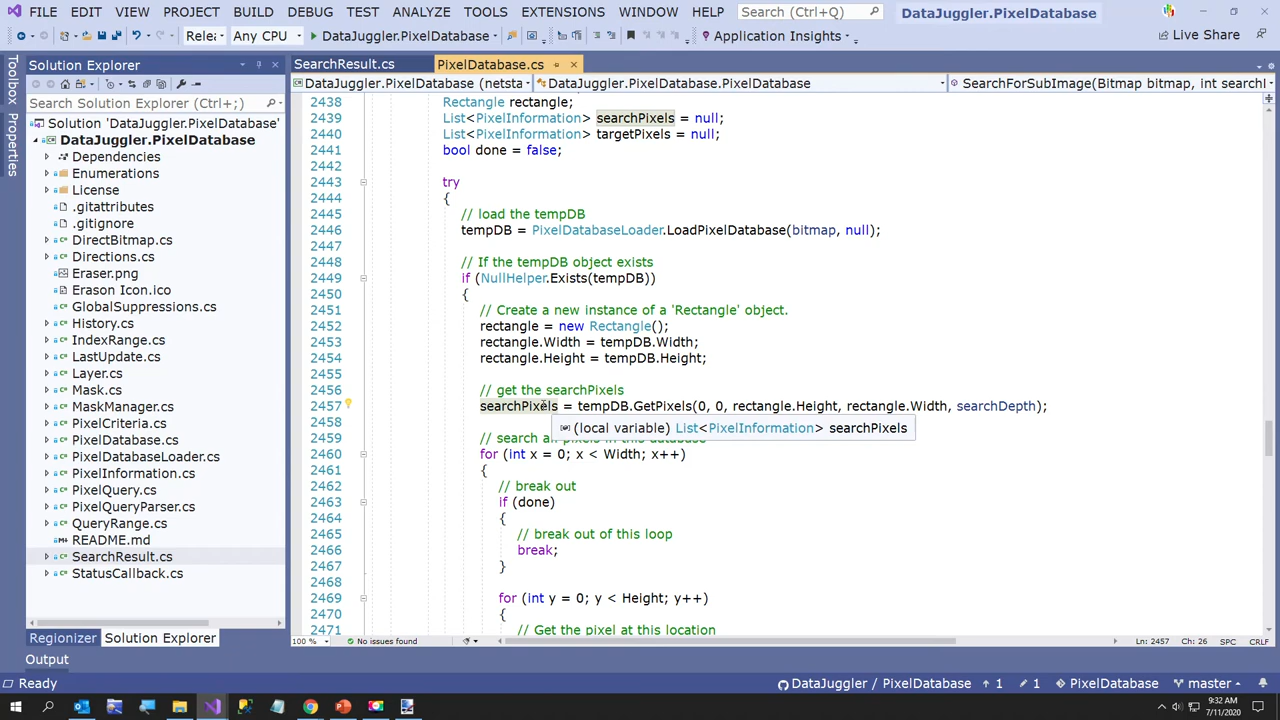 FILE EDIT VIEW PROJECT BUILD DEBUG TEST ANALYZE TOOLS EXTENSIONS WINDOW HELP Search (Ctrl+Q) DataJuggler.PixelDatabase
Relea Any CPU DataJuggler.PixelDatabase Application Insights Live Share
Toolbox
Properties
Solution Explorer
Search Solution Explorer (Ctrl+;)
Solution 'DataJuggler.PixelDatabase'
DataJuggler.PixelDatabase
Dependencies
Enumerations
License
.gitattributes
.gitignore
DirectBitmap.cs
Directions.cs
Eraser.png
Erason Icon.ico
GlobalSuppressions.cs
History.cs
IndexRange.cs
LastUpdate.cs
Layer.cs
Mask.cs
MaskManager.cs
PixelCriteria.cs
PixelDatabase.cs
PixelDatabaseLoader.cs
PixelInformation.cs
PixelQuery.cs
PixelQueryParser.cs
QueryRange.cs
README.md
SearchResult.cs
StatusCallback.cs
Regionizer Solution Explorer
SearchResult.cs PixelDatabase.cs
DataJuggler.PixelDatabase (netsta DataJuggler.PixelDatabase.PixelDatabase SearchForSubImage(Bitmap bitmap, int search
2438 Rectangle rectangle;
2439 List<PixelInformation> searchPixels = null;
2440 List<PixelInformation> targetPixels = null;
2441 bool done = false;
2442
2443 try
2444 {
2445 // load the tempDB
2446 tempDB = PixelDatabaseLoader.LoadPixelDatabase(bitmap, null);
2447
2448 // If the tempDB object exists
2449 if (NullHelper.Exists(tempDB))
2450 {
2451 // Create a new instance of a 'Rectangle' object.
2452 rectangle = new Rectangle();
2453 rectangle.Width = tempDB.Width;
2454 rectangle.Height = tempDB.Height;
2455
2456 // get the searchPixels
2457 searchPixels = tempDB.GetPixels(0, 0, rectangle.Height, rectangle.Width, searchDepth);
2458 (local variable) List<PixelInformation> searchPixels
2459 // search all pixels in this database
2460 for (int x = 0; x < Width; x++)
2461 {
2462 // break out
2463 if (done)
2464 {
2465 // break out of this loop
2466 break;
2467 }
2468
2469 for (int y = 0; y < Height; y++)
2470 {
2471 // Get the pixel at this location
100 % No issues found Ln: 2457 Ch: 26 SPC CRLF
Output
Ready DataJuggler / PixelDatabase 1 1 PixelDatabase master
9:32 AM
7/11/2020